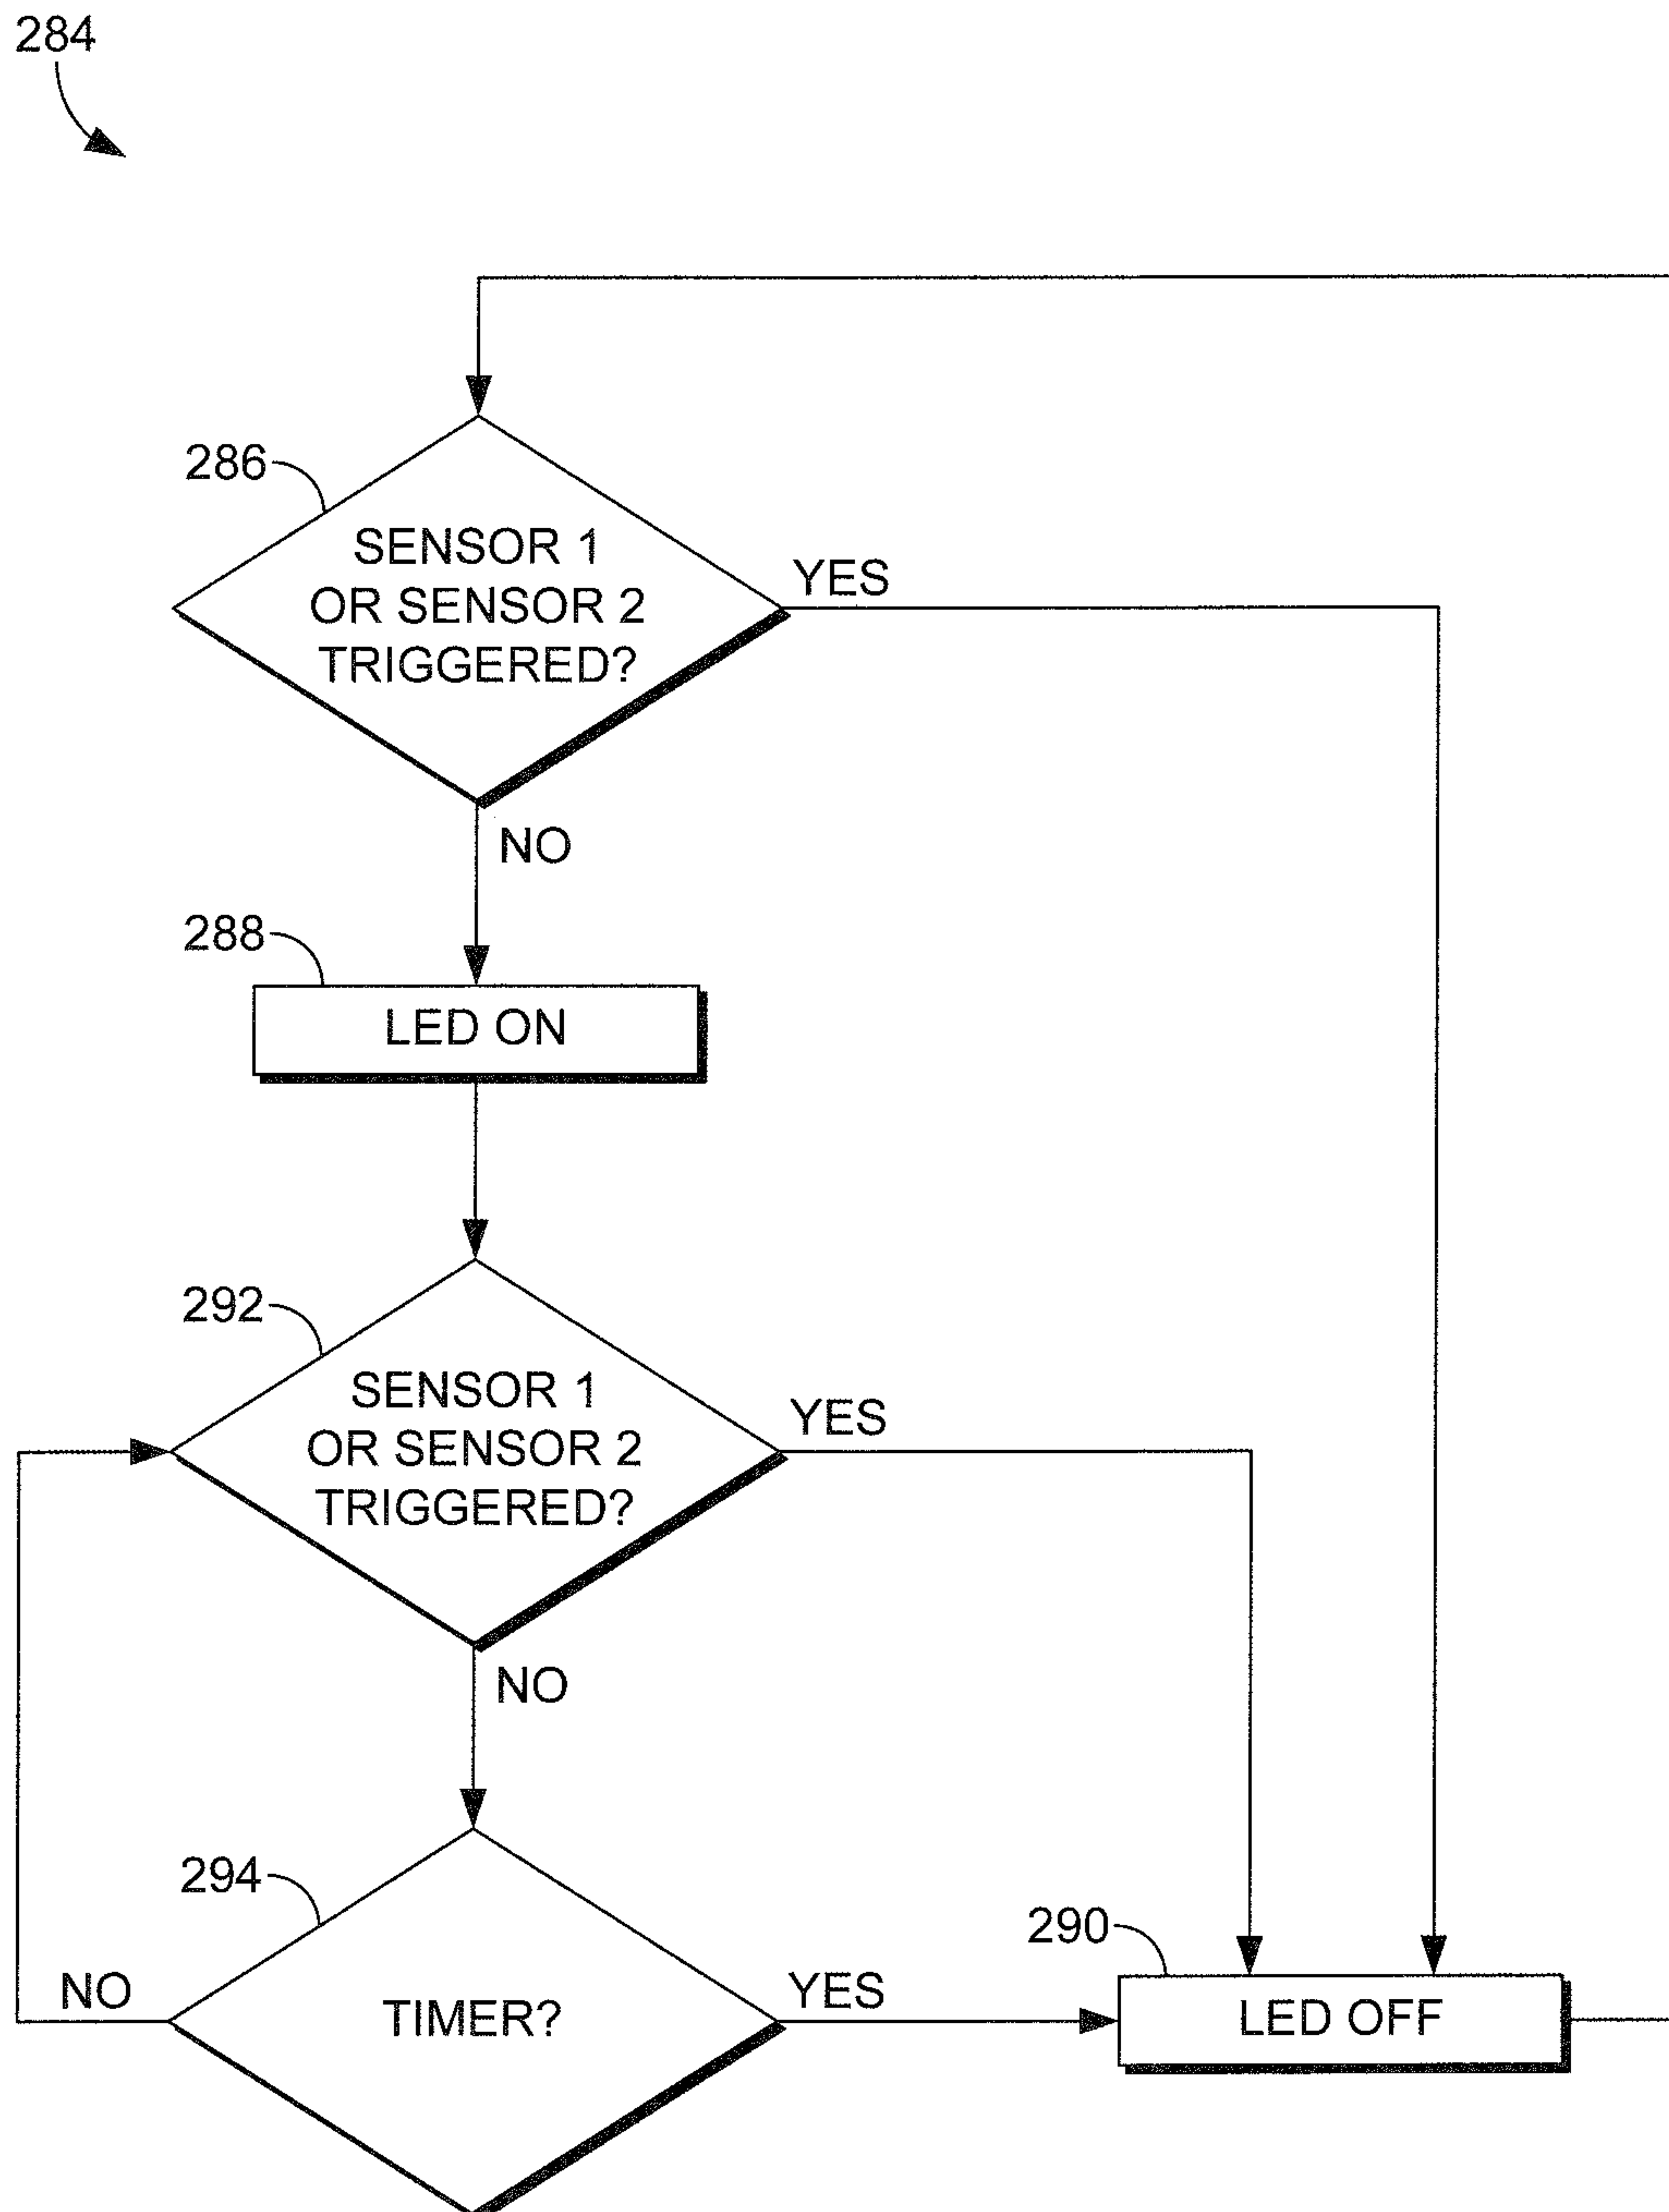 284
286
SENSOR 1
OR SENSOR 2
TRIGGERED?
YES
NO
288
LED ON
292
SENSOR 1
OR SENSOR 2
TRIGGERED?
YES
NO
294
NO
TIMER?
YES
290
LED OFF